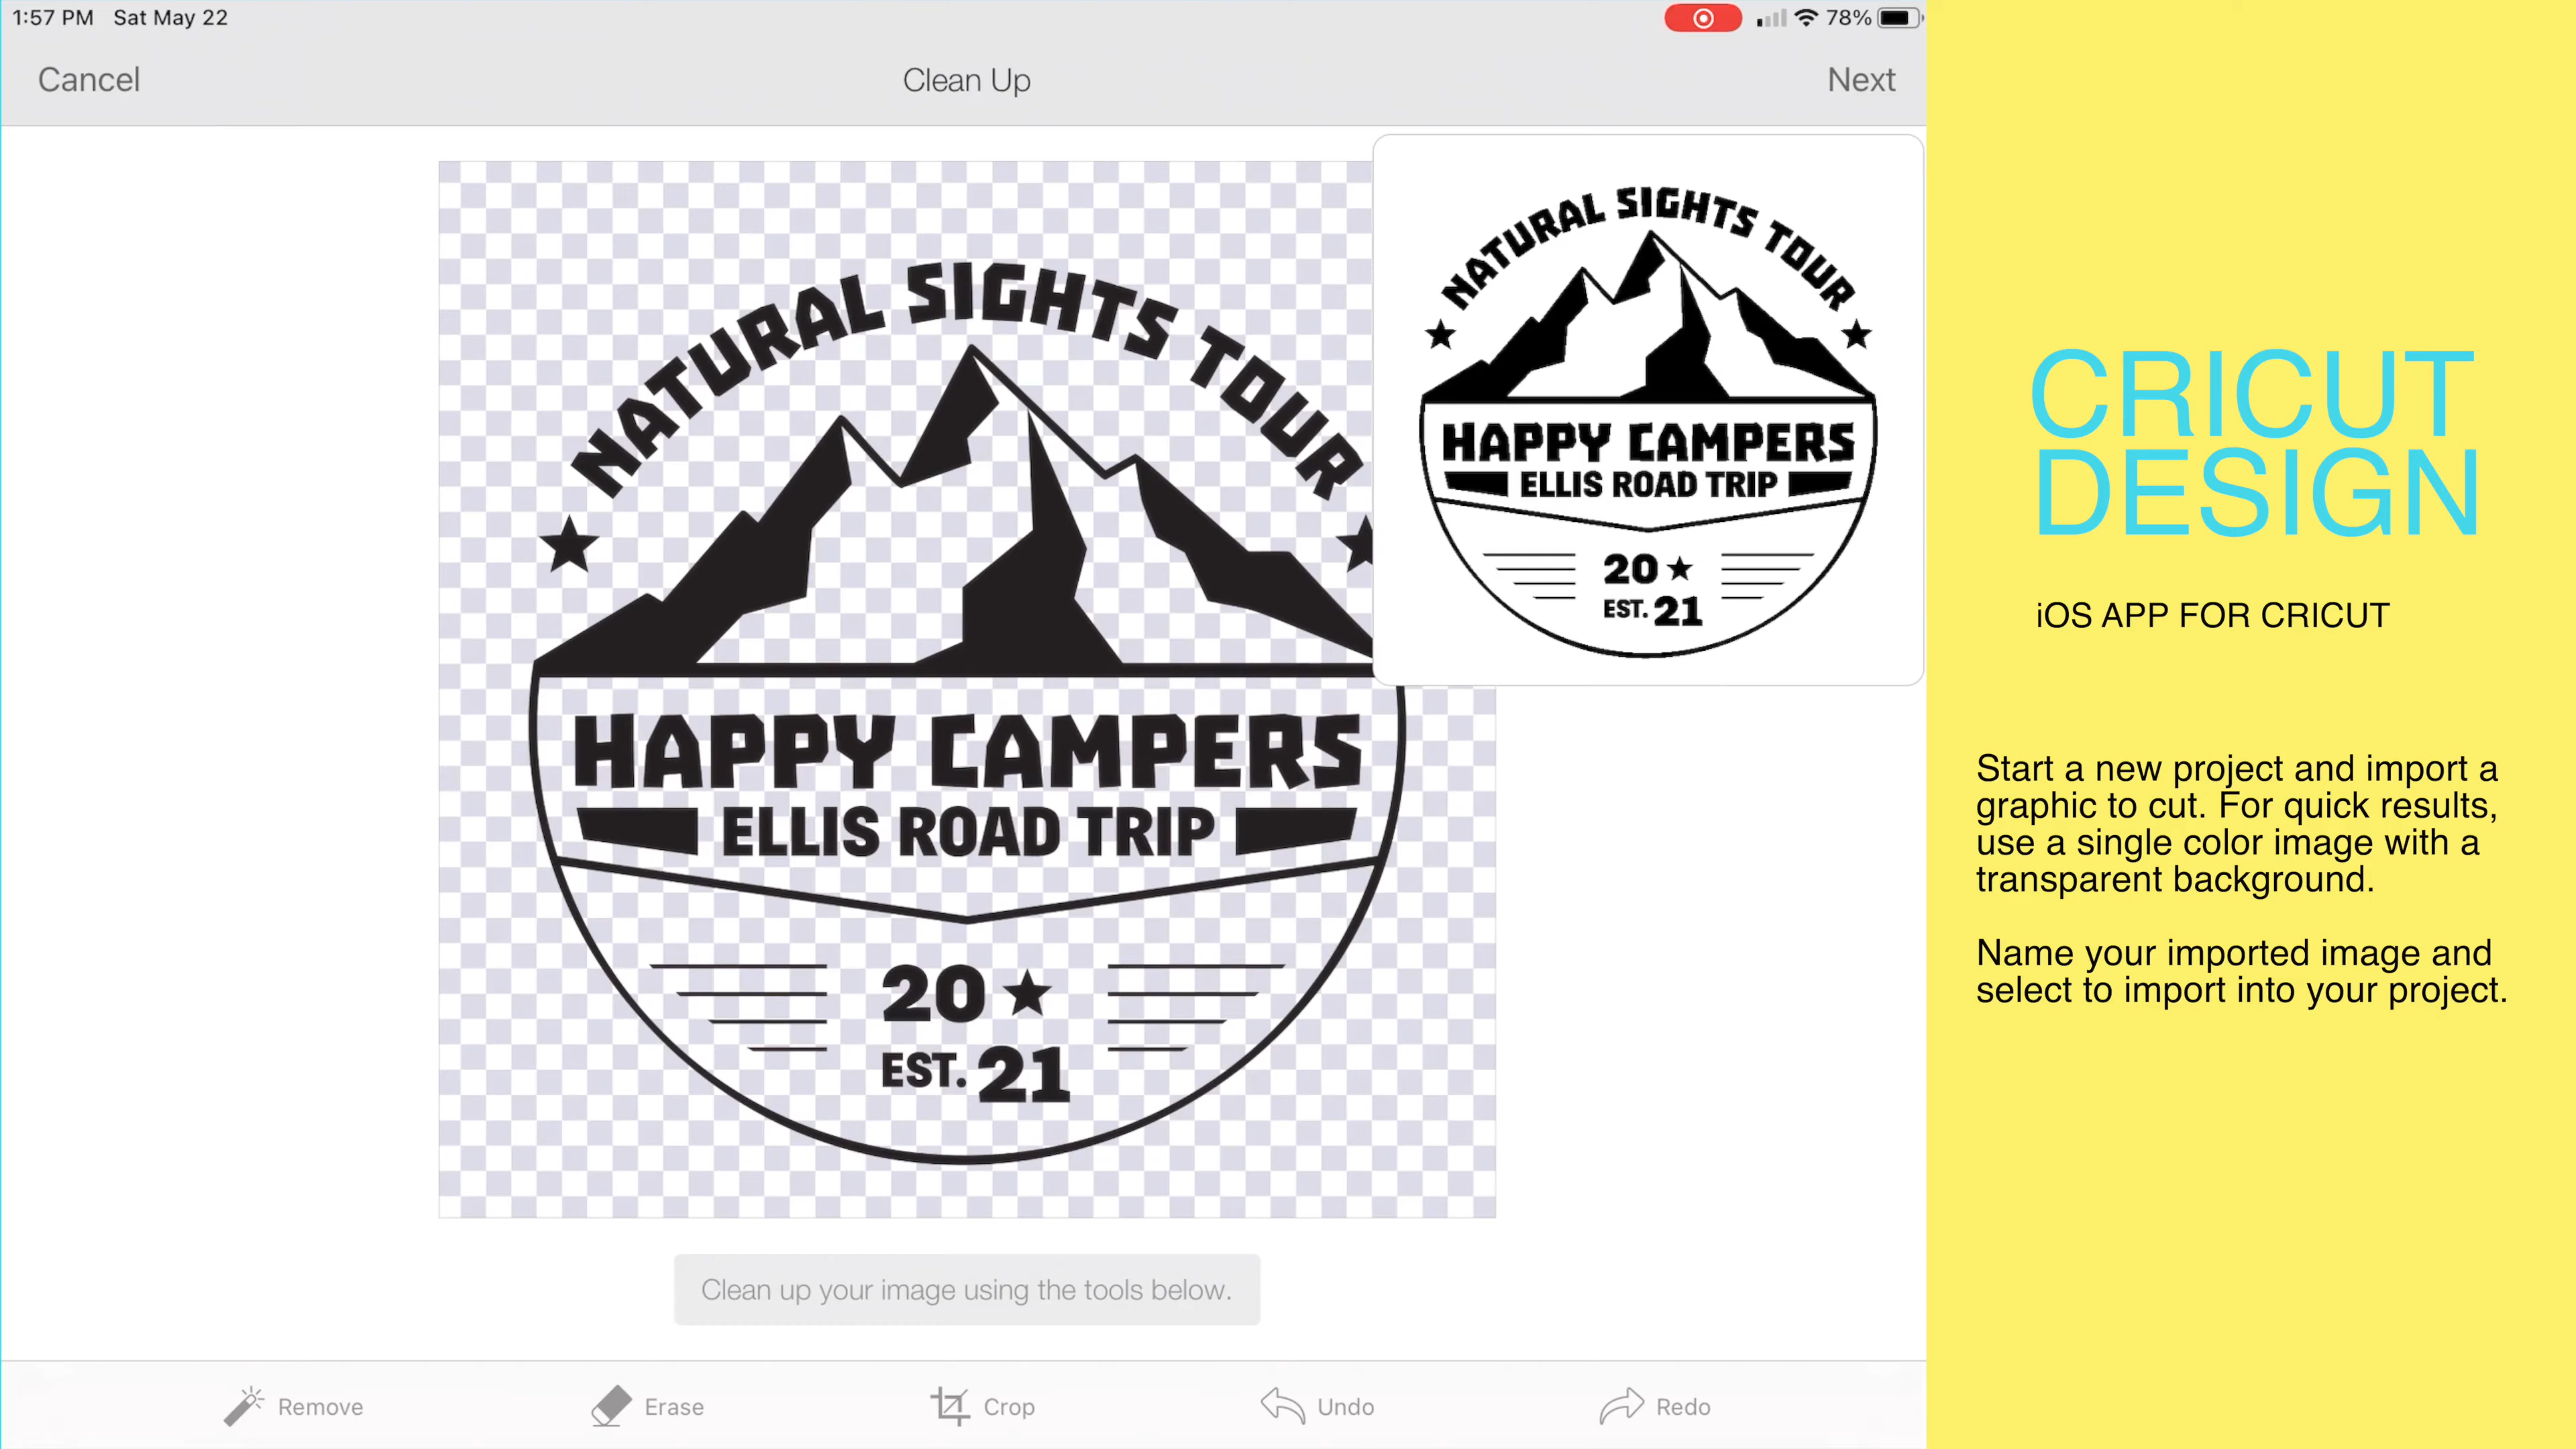 1:57 PM Sat May 22
78%
Cancel
Clean Up
Next
NATURAL SIGHTS TOUR
HAPPY CAMPERS
ELLIS ROAD TRIP
20
EST. 21
NATURAL SIGHTS TOUR
HAPPY CAMPERS
ELLIS ROAD TRIP
20
EST. 21
Clean up your image using the tools below.
Remove
Erase
Crop
Undo
Redo
CRICUT
DESIGN
iOS APP FOR CRICUT
Start a new project and import a
graphic to cut. For quick results,
use a single color image with a
transparent background.
Name your imported image and
select to import into your project.